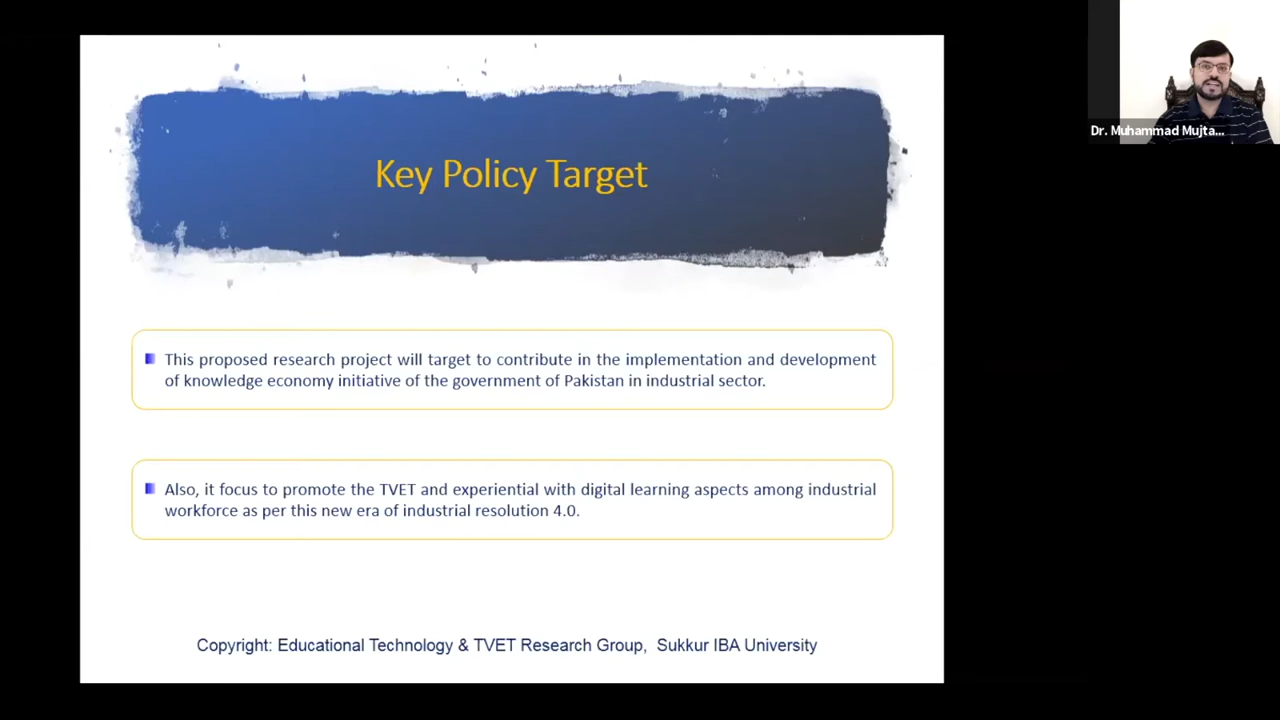 Key Policy Target
Dr. Muhammad Mujta...
This proposed research project will target to contribute in the implementation and development
of knowledge economy initiative of the government of Pakistan in industrial sector.
Also, it focus to promote the TVET and experiential with digital learning aspects among industrial
workforce as per this new era of industrial resolution 4.0.
Copyright: Educational Technology & TVET Research Group, Sukkur IBA University